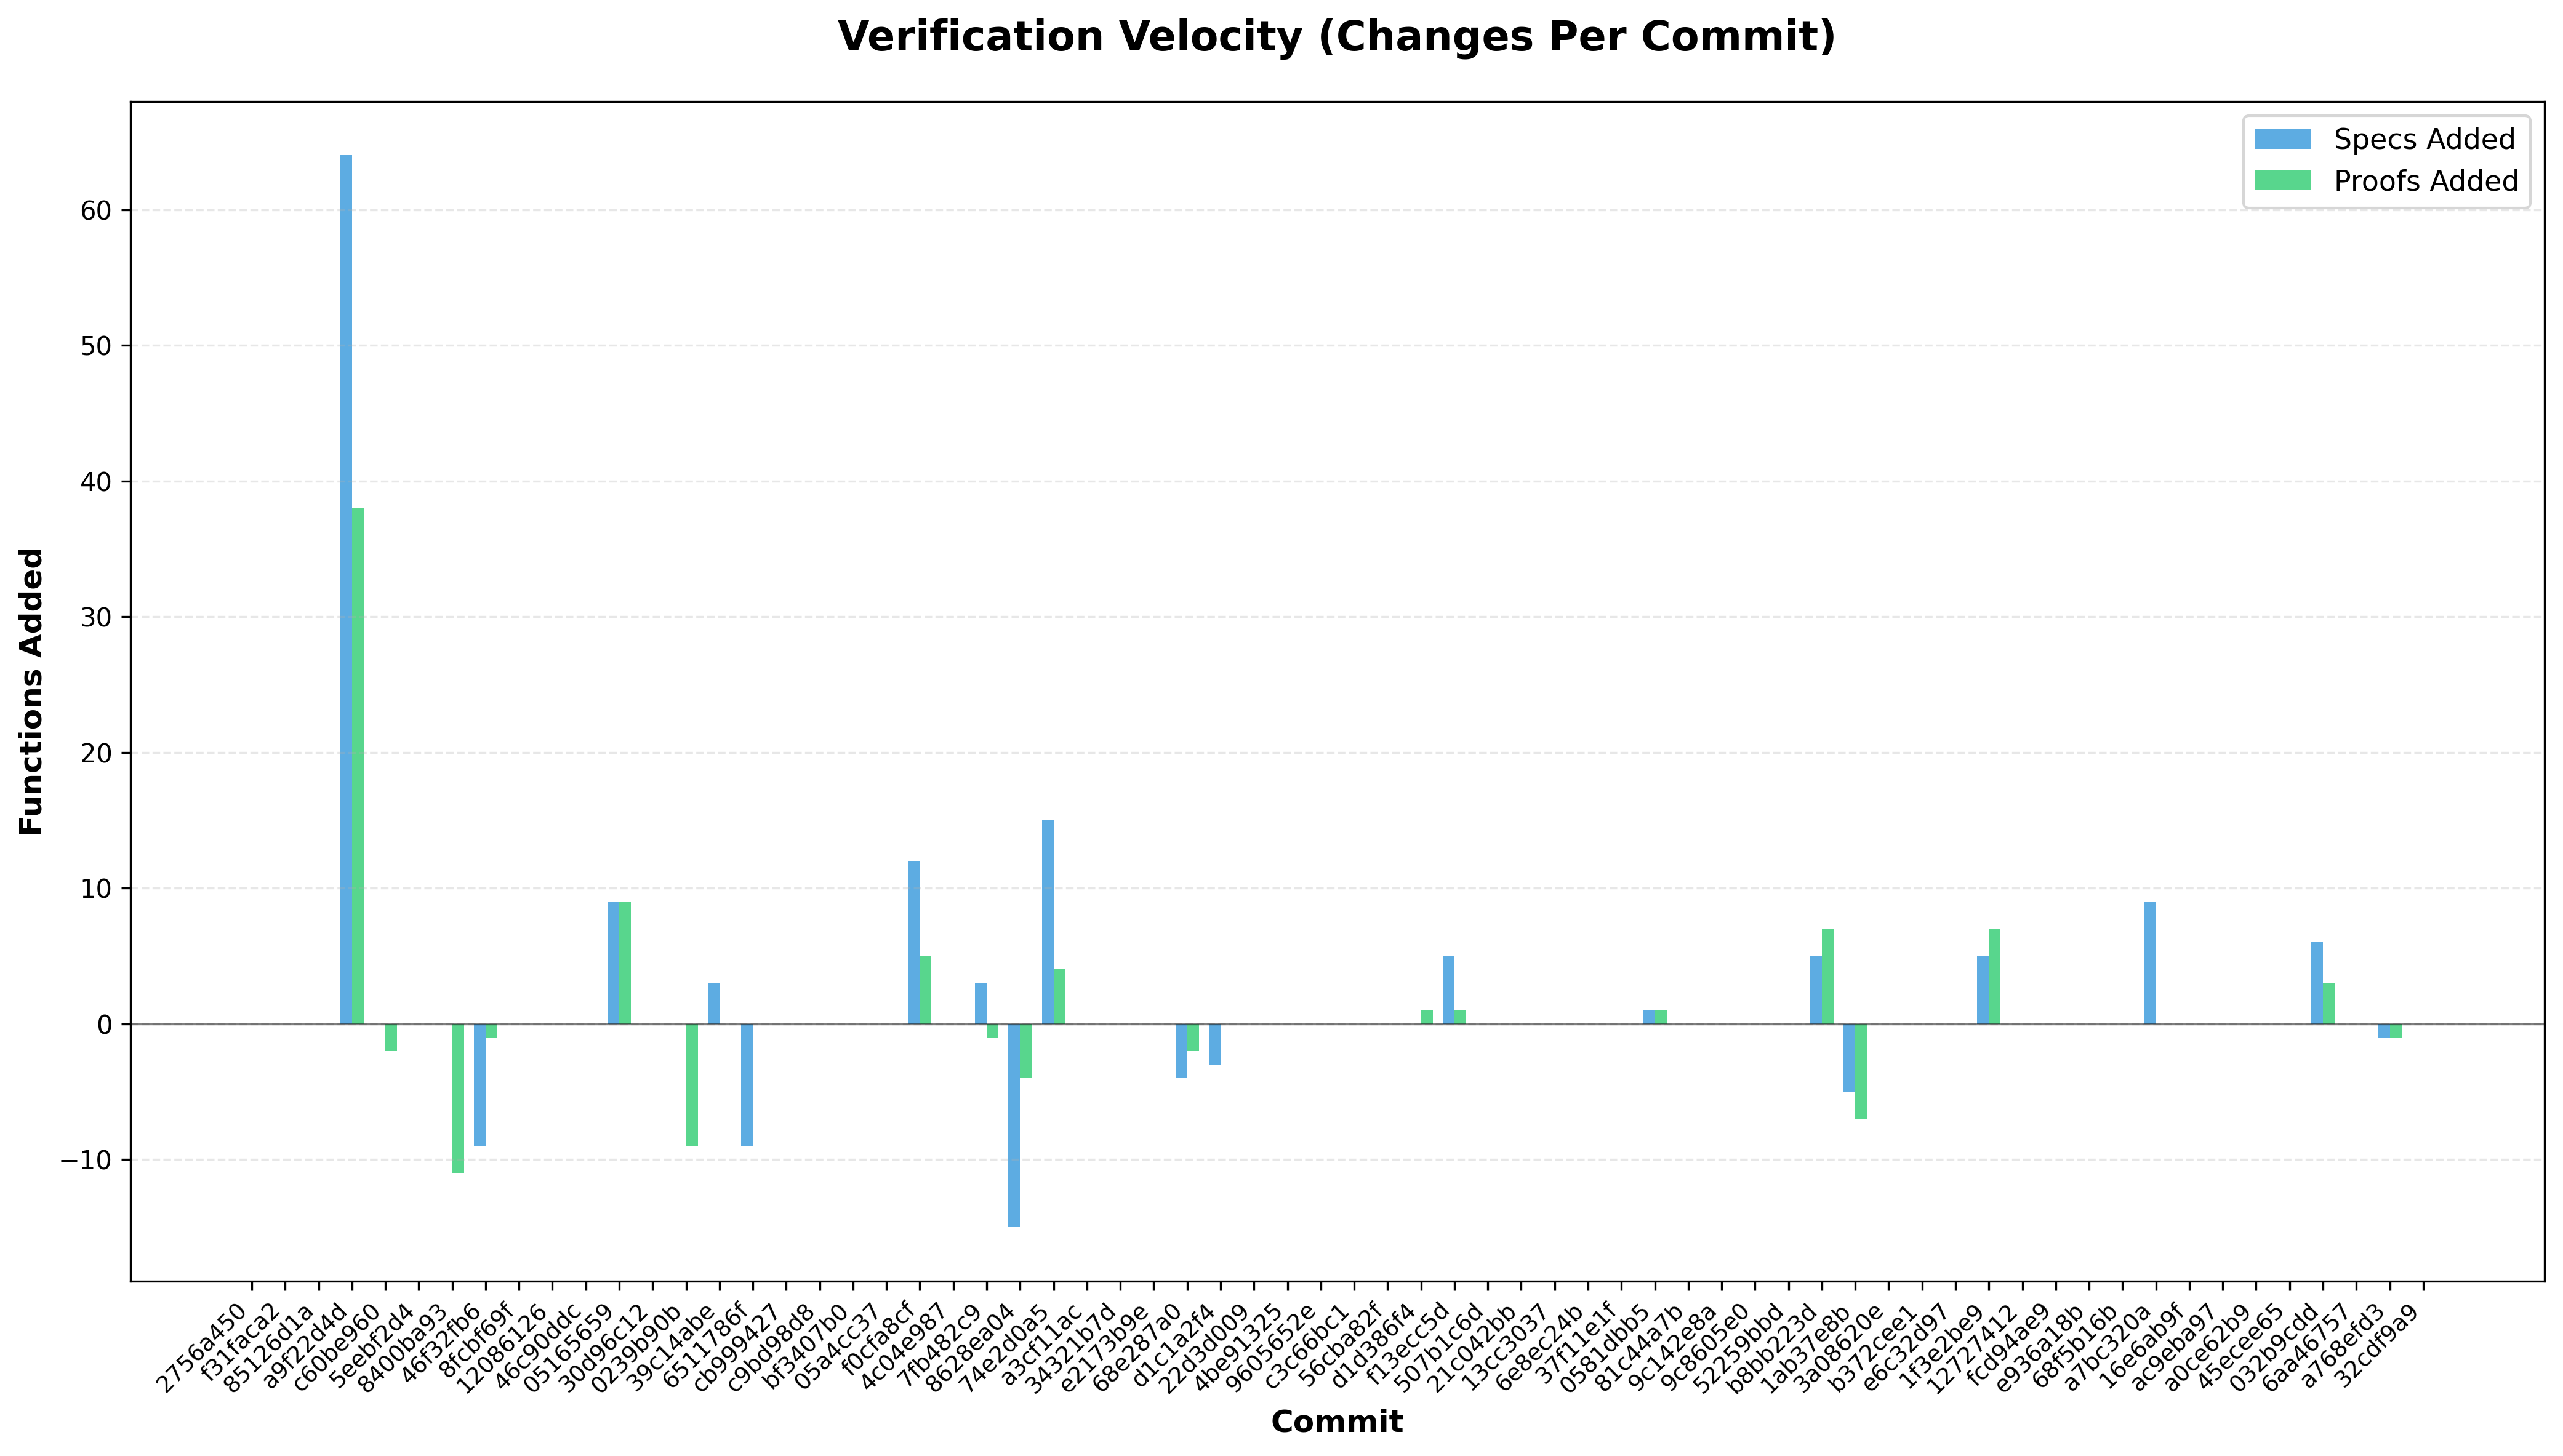 Verification Velocity (Changes Per Commit)
Specs Added
Proofs Added
Functions Added
60
50
40
30
20
10
0
−10
2756a450
f31faca2
85126d1a
a9f22d4d
c60be960
5eebf2d4
8400ba93
46f32fb6
8fcbf69f
12086126
46c90ddc
05165659
30d96c12
0239b90b
39c14abe
6511786f
cb999427
c9bd98d8
bf3407b0
05a4cc37
f0cfa8cf
4c04e987
7fb482c9
8628ea04
74e2d0a5
a3cf11ac
34321b7d
e2173b9e
68e287a0
d1c1a2f4
22d3d009
4be91325
9605652e
c3c66bc1
56cba82f
d1d386f4
f13ecc5d
507b1c6d
21c042bb
13cc3037
6e8ec24b
37f11e1f
0581dbb5
81c44a7b
9c142e8a
9c8605e0
52259bbd
b8bb223d
1ab37e8b
3a08620e
b372cee1
e6c32d97
1f3e2be9
12727412
fcd94ae9
e936a18b
68f5b16b
a7bc320a
16e6ab9f
ac9eba97
a0ce62b9
45ecee65
032b9cdd
6aa46757
a768efd3
32cdf9a9
Commit